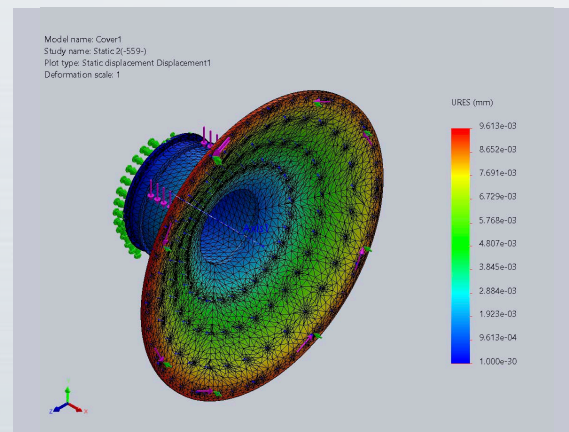 Model name: Cover1
Study name: Static 2(-559-)
Plot type: Static displacement Displacement1
Deformation scale: 1
URES (mm)
9.613e-03
8.652e-03
7.691e-03
6.729e-03
5.768e-03
4.807e-03
3.845e-03
2.884e-03
1.923e-03
9.613e-04
1.000e-30